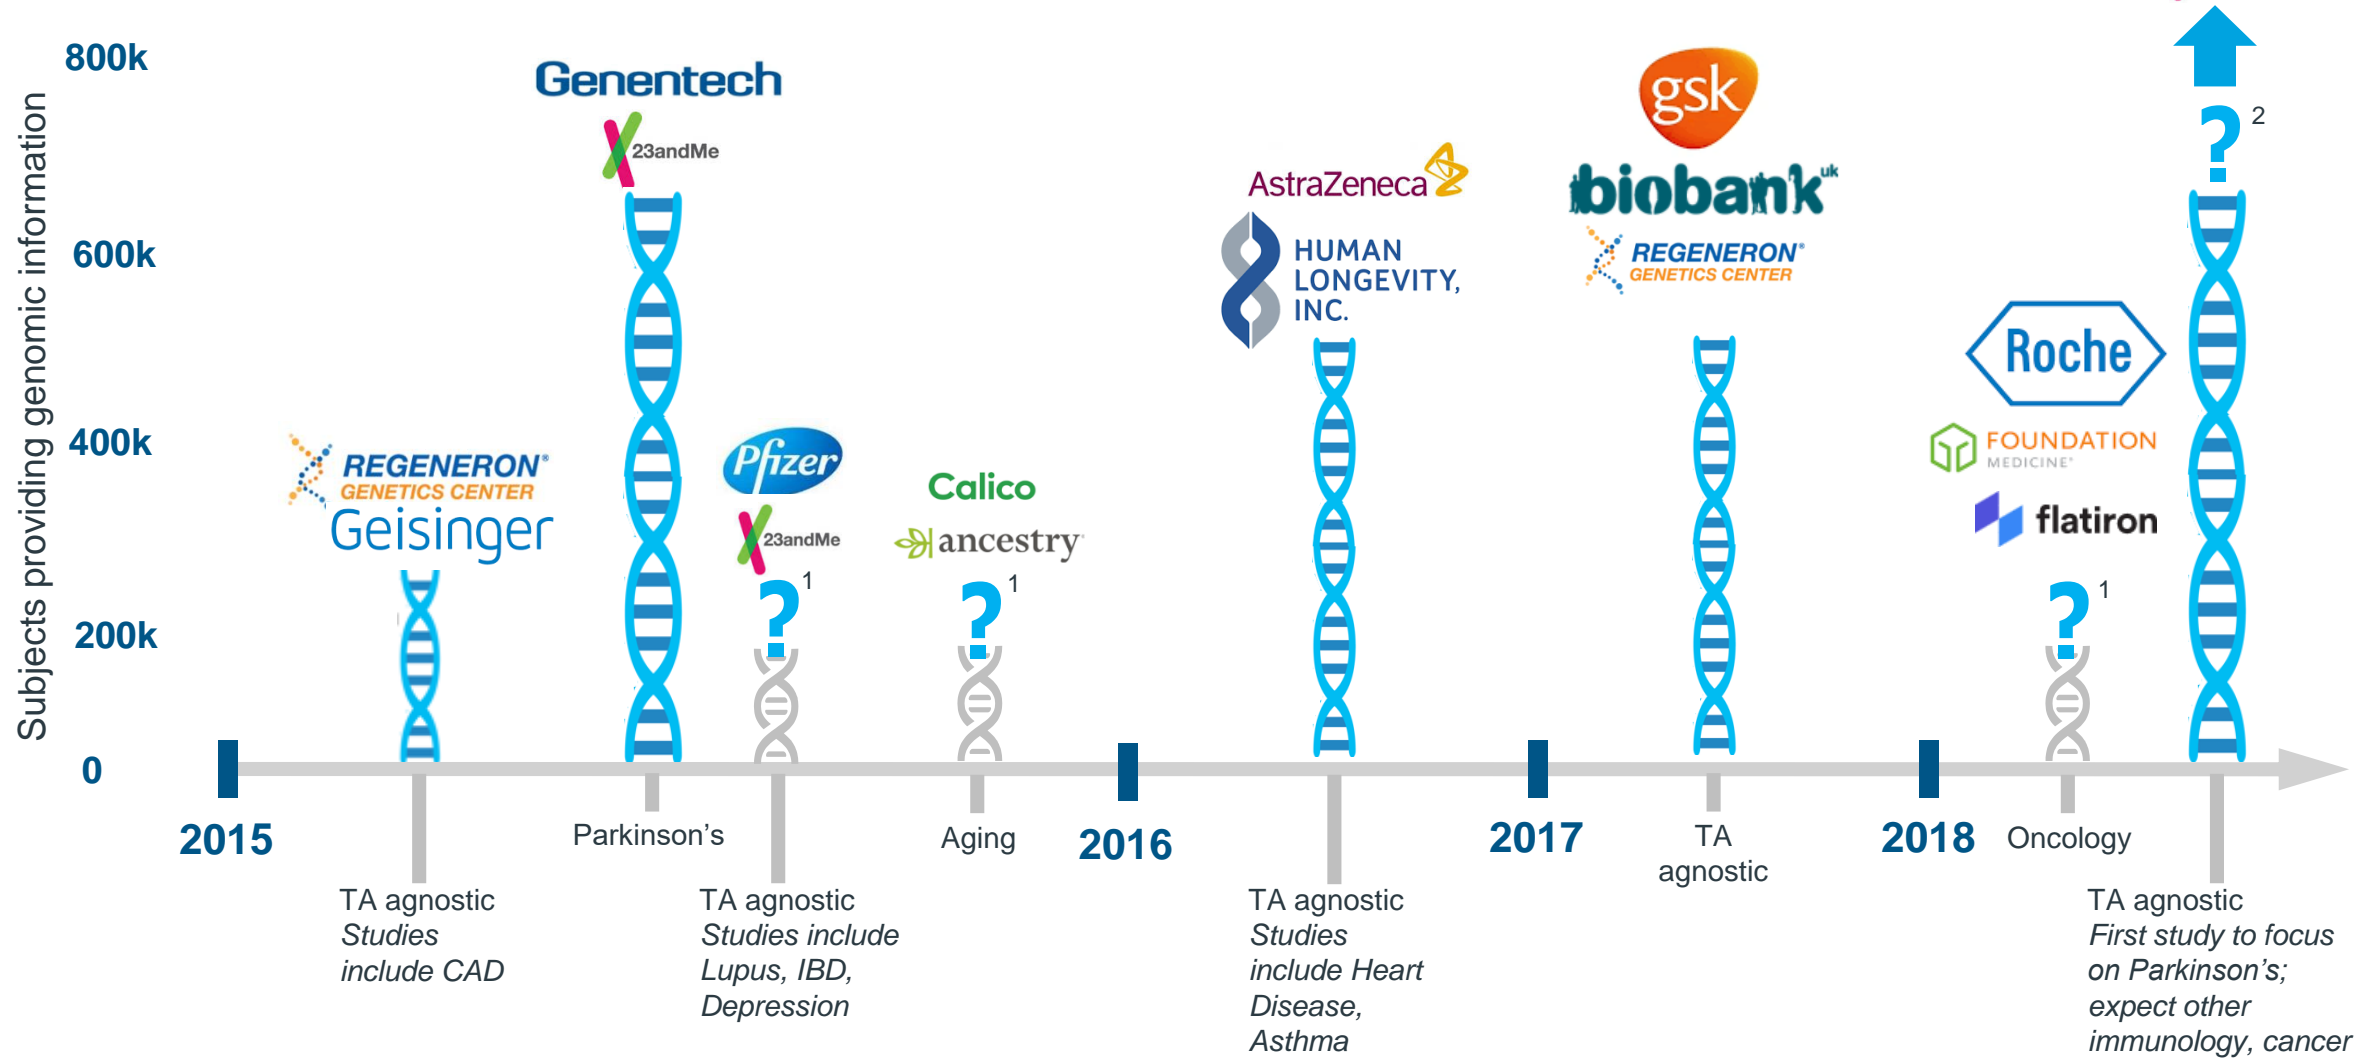 800k
600k
400k
200k
0
Subjects providing genomic information
REGENERON®
GENETICS CENTER
Geisinger
Genentech
23andMe
Pfizer
23andMe
? 1
Calico
ancestry
? 1
AstraZeneca
HUMAN
LONGEVITY,
INC.
gsk
biobank uk
REGENERON®
GENETICS CENTER
Roche
FOUNDATION
MEDICINE®
flatiron
? 1
? 2
2015
2016
2017
2018
TA agnostic
Studies
include CAD
Parkinson’s
TA agnostic
Studies include
Lupus, IBD,
Depression
Aging
TA agnostic
Studies
include Heart
Disease,
Asthma
TA
agnostic
Oncology
TA agnostic
First study to focus
on Parkinson’s;
expect other
immunology, cancer